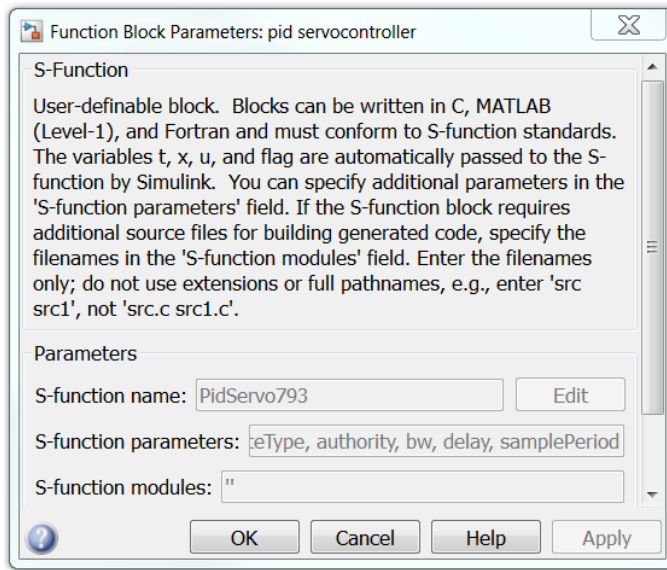 Function Block Parameters: pid servocontroller
S-Function
User-definable block.  Blocks can be written in C, MATLAB
(Level-1), and Fortran and must conform to S-function standards.
The variables t, x, u, and flag are automatically passed to the S-
function by Simulink.  You can specify additional parameters in the
'S-function parameters' field. If the S-function block requires
additional source files for building generated code, specify the
filenames in the 'S-function modules' field. Enter the filenames
only; do not use extensions or full pathnames, e.g., enter 'src
src1', not 'src.c src1.c'.
Parameters
S-function name: PidServo793 Edit
S-function parameters: eType, authority, bw, delay, samplePeriod
S-function modules: ''
OK Cancel Help Apply